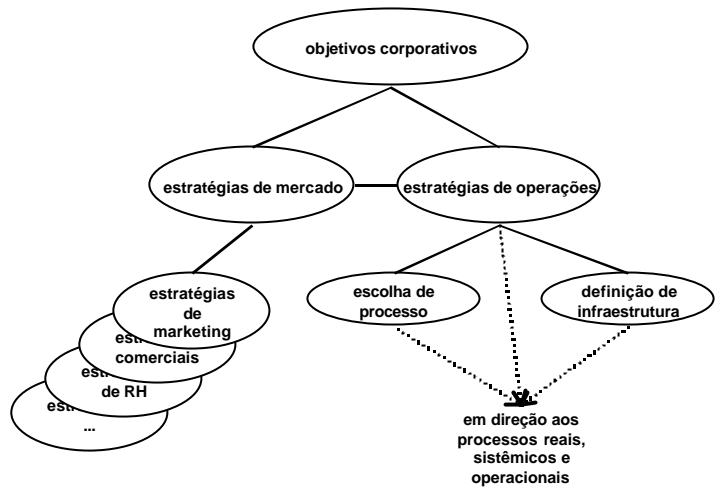 objetivos corporativos
estratégias de mercado
estratégias de operações
estratégias
de
marketing
comerciais
de RH
...
escolha de
processo
definição de
infraestrutura
em direção aos
processos reais,
sistêmicos e
operacionais